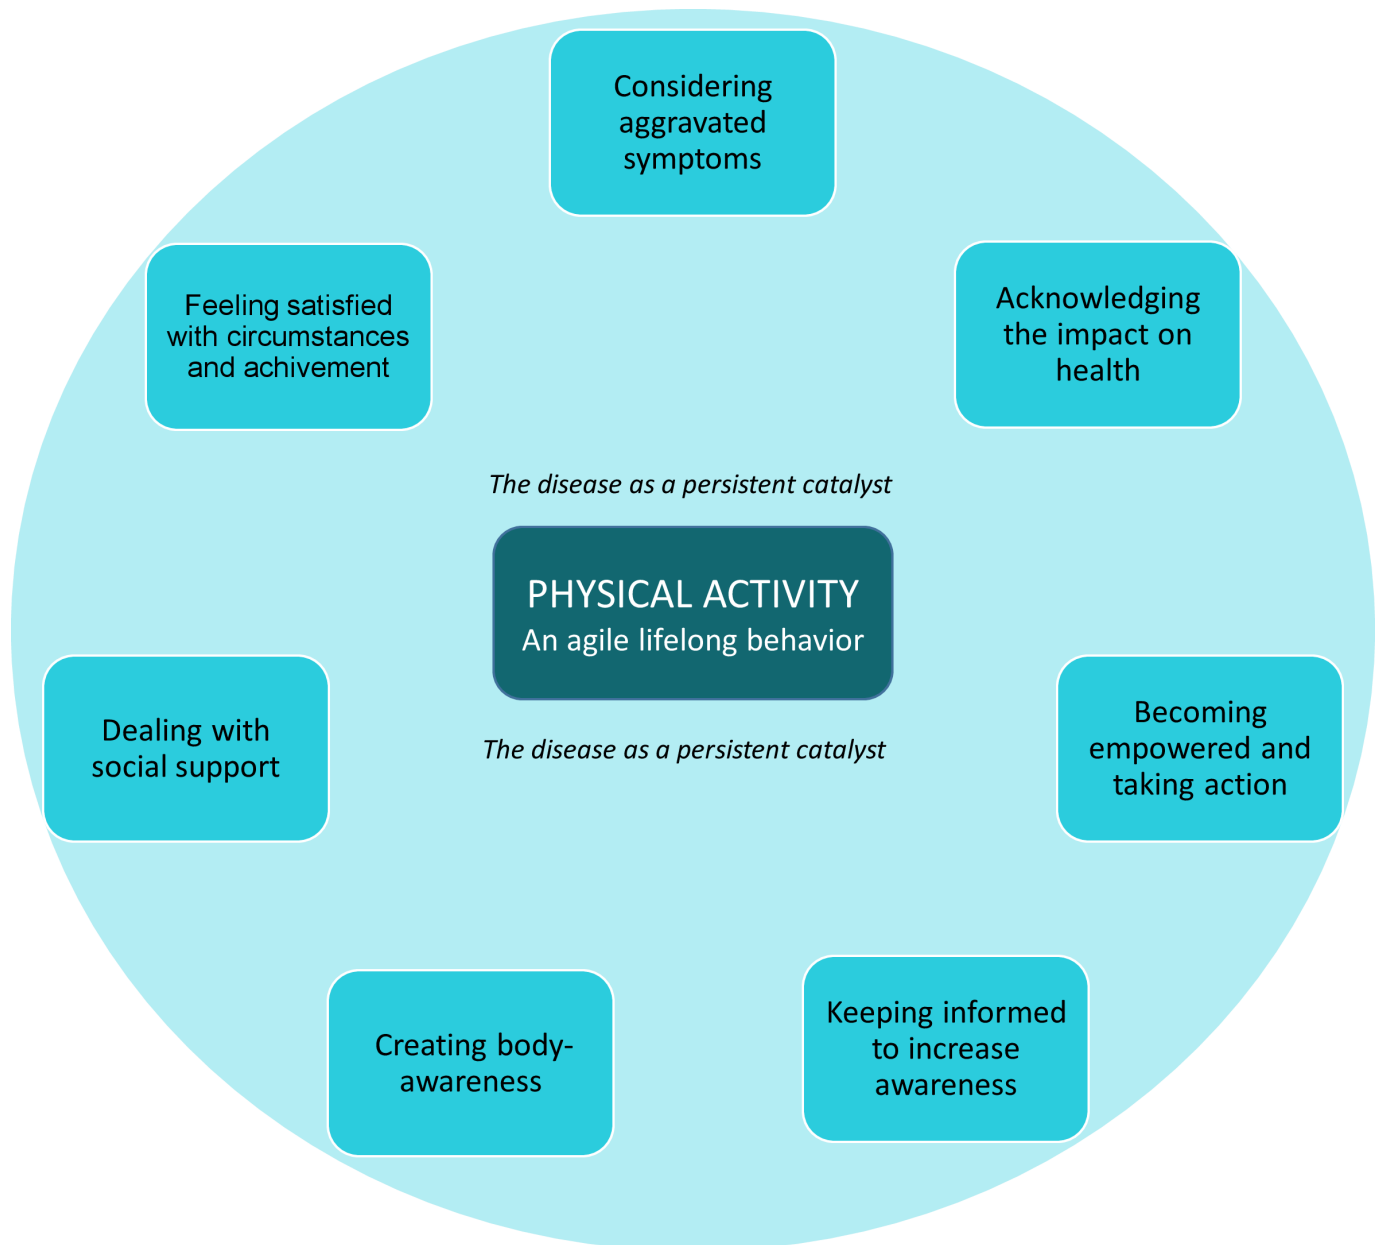 Considering
aggravated
symptoms
Feeling satisfied
with circumstances
and achivement
Acknowledging
the impact on
health
The disease as a persistent catalyst
PHYSICAL ACTIVITY
An agile lifelong behavior
The disease as a persistent catalyst
Dealing with
social support
Becoming
empowered and
taking action
Creating body-
awareness
Keeping informed
to increase
awareness